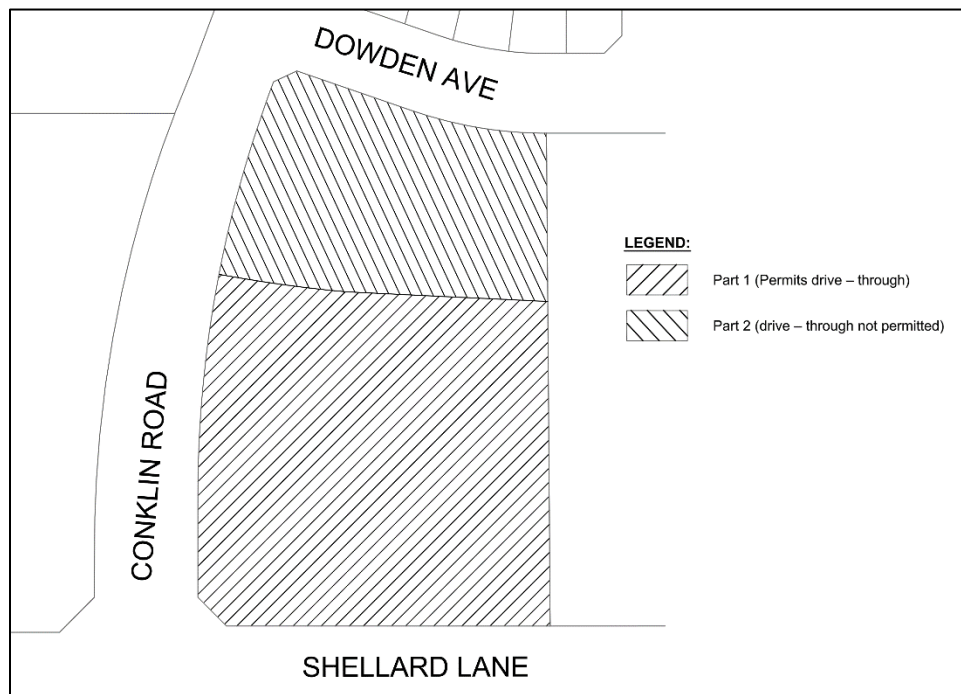 DOWDEN AVE
LEGEND:
Part 1 (Permits drive – through)
Part 2 (drive – through not permitted)
CONKLIN ROAD
SHELLARD LANE